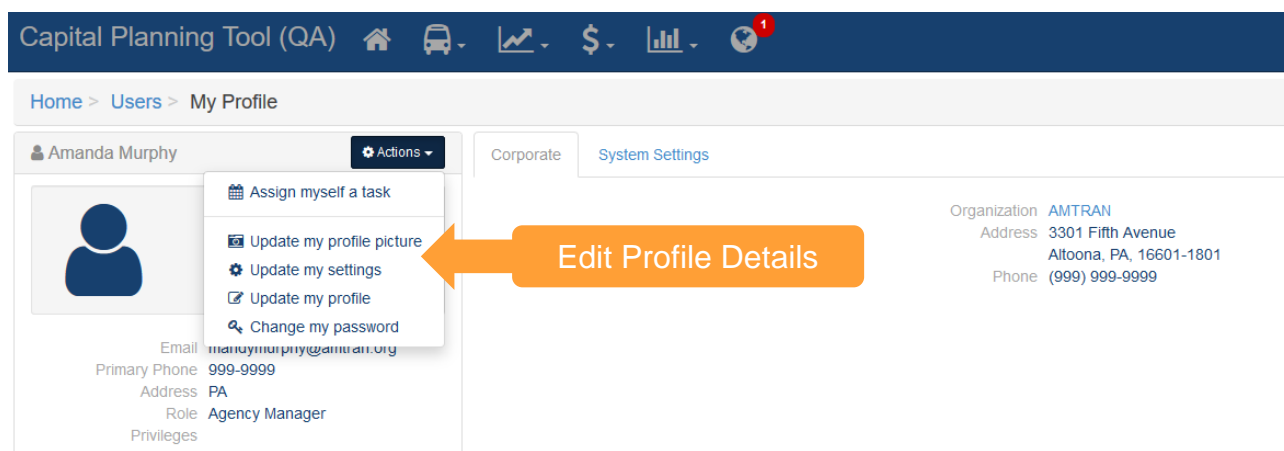 Capital Planning Tool (QA)
1
Home > Users > My Profile
Amanda Murphy
Actions
Assign myself a task
Update my profile picture
Update my settings
Update my profile
Change my password
Email mandymurphy@amtran.org
Primary Phone 999-9999
Address PA
Role Agency Manager
Privileges
Corporate System Settings
Edit Profile Details
Organization AMTRAN
Address 3301 Fifth Avenue
Altoona, PA, 16601-1801
Phone (999) 999-9999